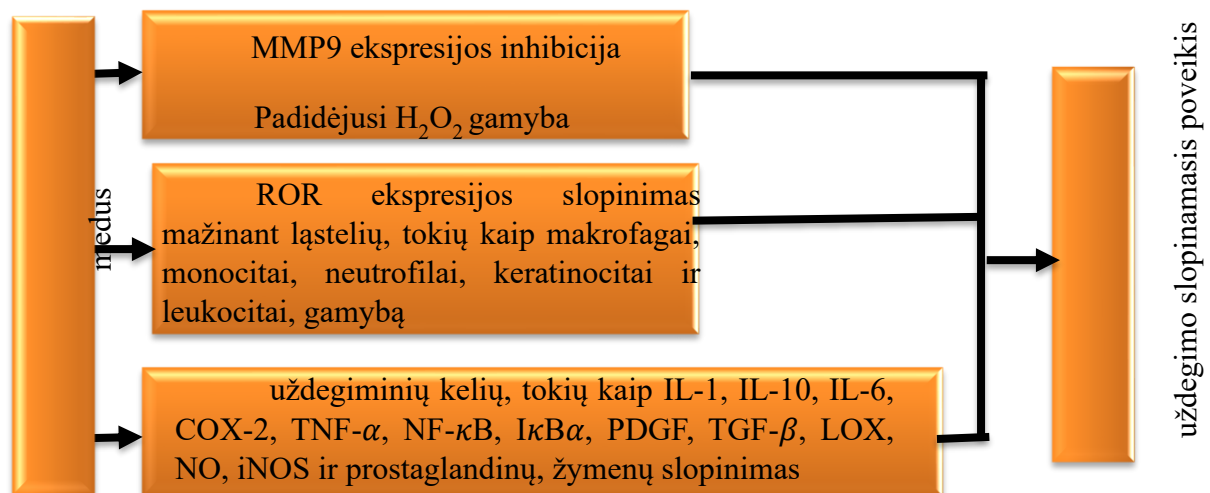 medus
MMP9 ekspresijos inhibicija
Padidėjusi H₂O₂ gamyba
ROR ekspresijos slopinimas
mažinant ląstelių, tokių kaip makrofagai,
monocitai, neutrofilai, keratinocitai ir
leukocitai, gamybą
uždegiminių kelių, tokių kaip IL-1, IL-10, IL-6,
COX-2, TNF-𝛼, NF-𝜅B, I𝜅B𝛼, PDGF, TGF-𝛽, LOX,
NO, iNOS ir prostaglandinų, žymenų slopinimas
uždegimo slopinamasis poveikis